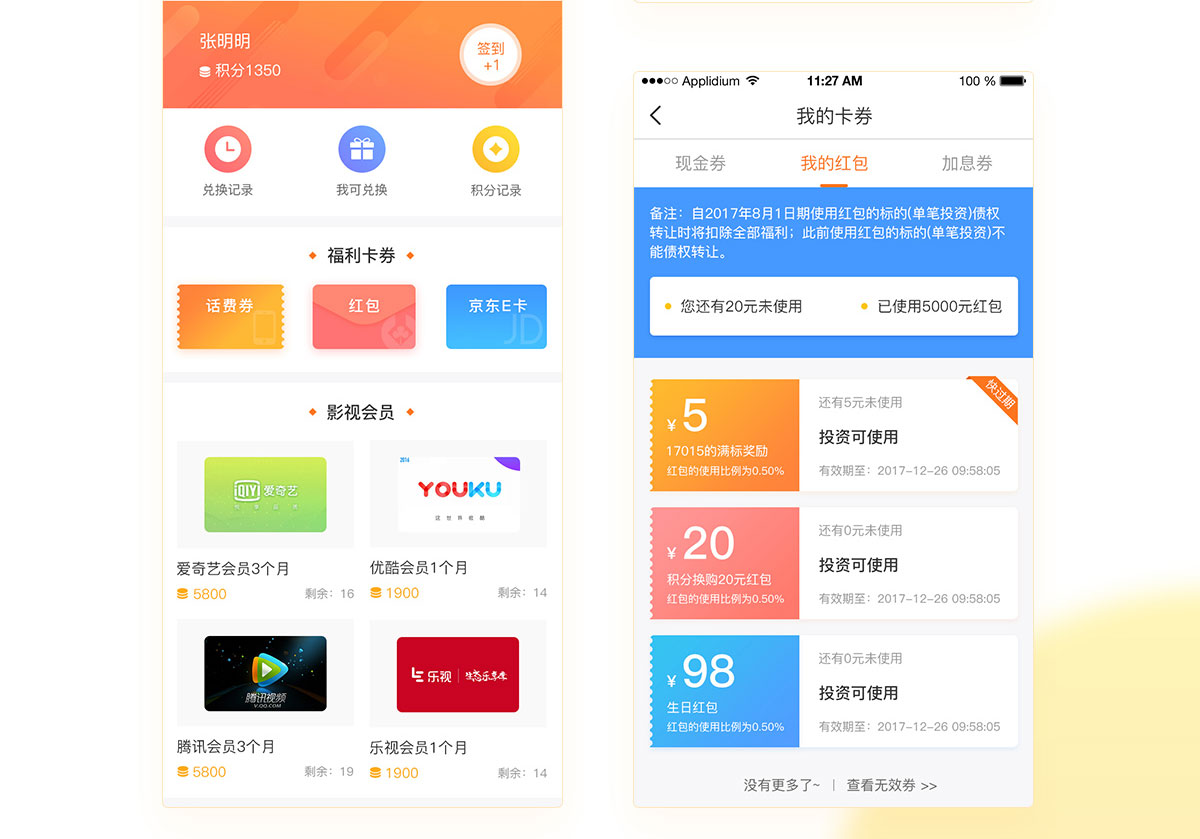 张明明
积分1350
签到
+1
兑换记录
我可兑换
积分记录
福利卡券
话费券
红包
京东E卡
JD
影视会员
iQIY 爱奇艺
2016
YOUKU
这世界很酷
爱奇艺会员3个月
5800
剩余：16
优酷会员1个月
1900
剩余：14
腾讯视频
V.QQ.COM
乐视
生态乐享卡
腾讯会员3个月
5800
剩余：19
乐视会员1个月
1900
剩余：14
Applidium
11:27 AM
100 %
我的卡券
现金券
我的红包
加息券
备注：自2017年8月1日期使用红包的标的(单笔投资)债权
转让时将扣除全部福利；此前使用红包的标的(单笔投资)不
能债权转让。
您还有20元未使用
已使用5000元红包
¥ 5
17015的满标奖励
红包的使用比例为0.50%
还有5元未使用
投资可使用
有效期至：2017-12-26 09:58:05
快过期
¥ 20
积分换购20元红包
红包的使用比例为0.50%
还有0元未使用
投资可使用
有效期至：2017-12-26 09:58:05
¥ 98
生日红包
红包的使用比例为0.50%
还有0元未使用
投资可使用
有效期至：2017-12-26 09:58:05
没有更多了~ | 查看无效券 >>